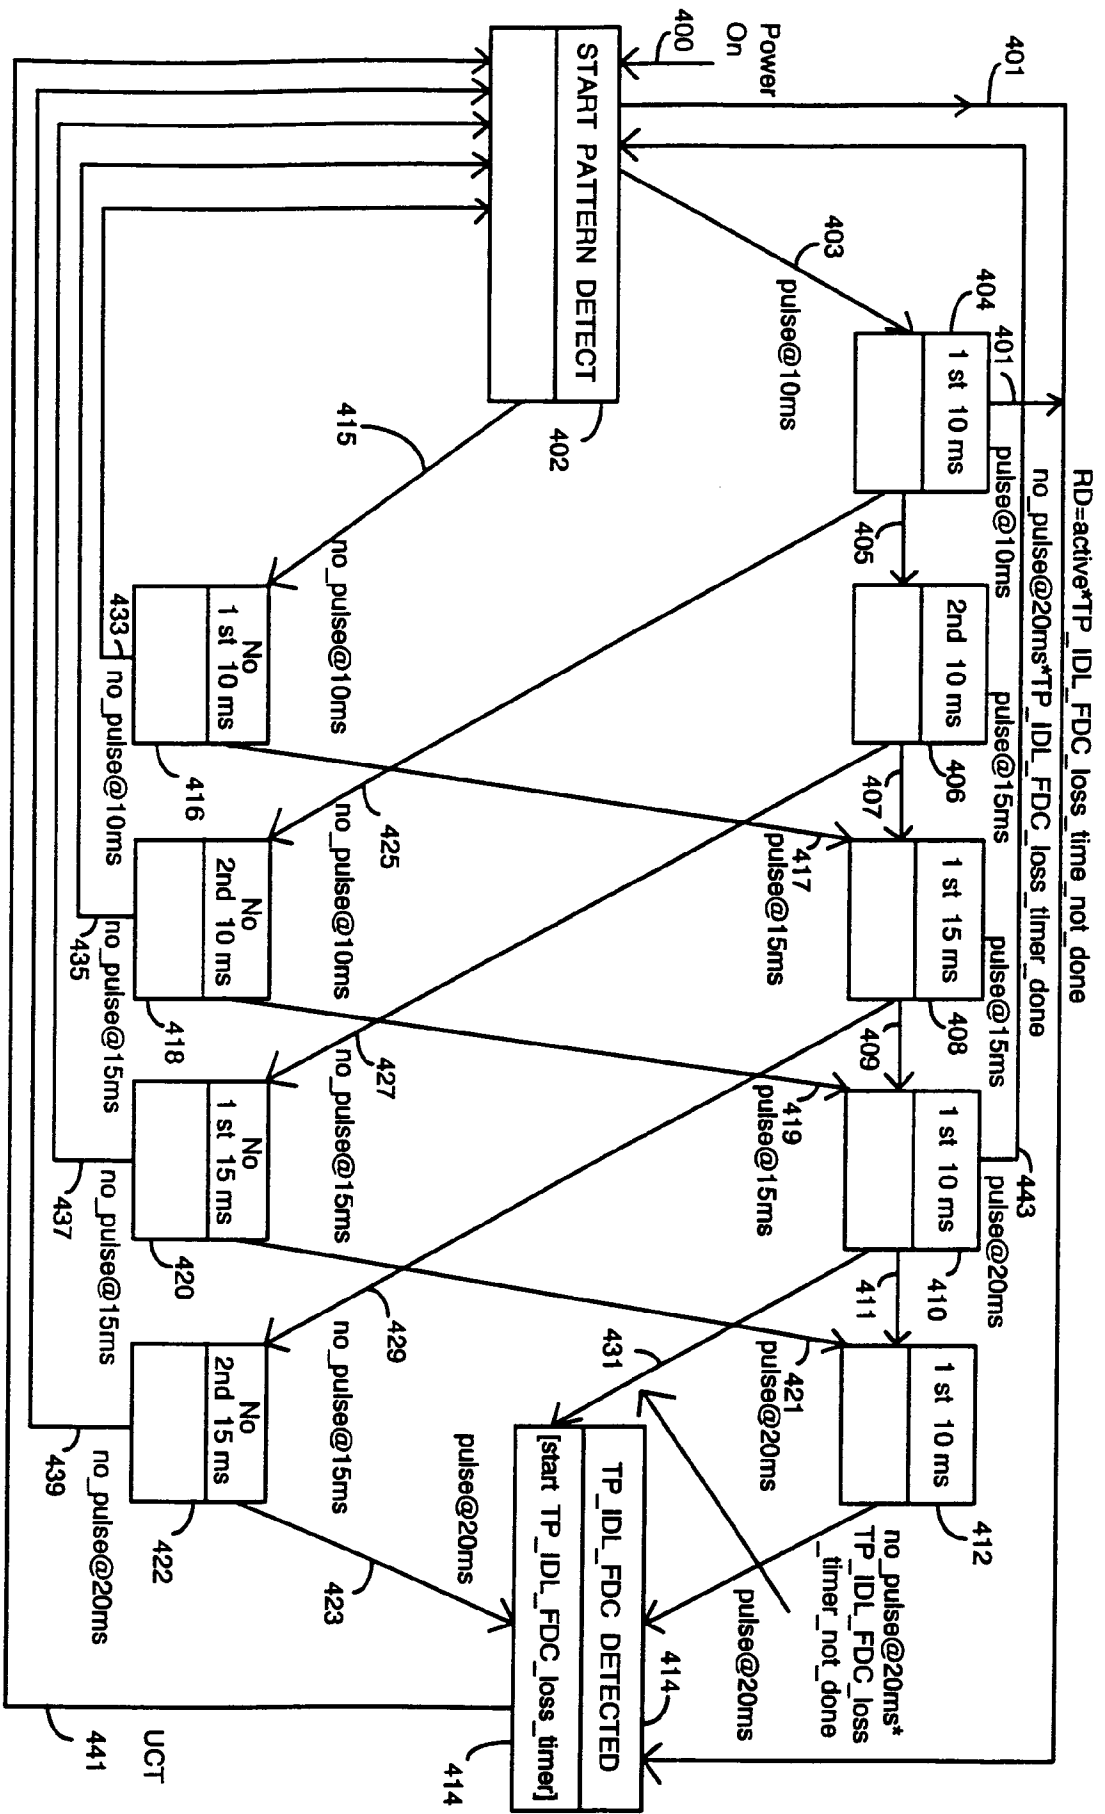 RD=active*TP_IDL_FDC_loss_time_not_done
401
no_pulse@20ms*TP_IDL_FDC_loss_timer_done
443
Power
On
400
START PATTERN DETECT
402
403
pulse@10ms
404
401
1 st 10 ms
pulse@10ms
405
2nd 10 ms
pulse@15ms
406
407
1 st 15 ms
pulse@15ms
408
409
1 st 10 ms
pulse@20ms
410
411
1 st 10 ms
412
no_pulse@20ms*
TP_IDL_FDC_loss
_timer_not_done
417
pulse@15ms
419
pulse@15ms
421
pulse@20ms
431
pulse@20ms
414
TP_IDL_FDC DETECTED
[start TP_IDL_FDC_loss_timer]
414
415
no_pulse@10ms
425
no_pulse@10ms
427
no_pulse@15ms
429
no_pulse@15ms
pulse@20ms
423
No
1 st 10 ms
416
No
2nd 10 ms
418
No
1 st 15 ms
420
No
2nd 15 ms
422
433
no_pulse@10ms
435
no_pulse@15ms
437
no_pulse@15ms
439
no_pulse@20ms
441
UCT